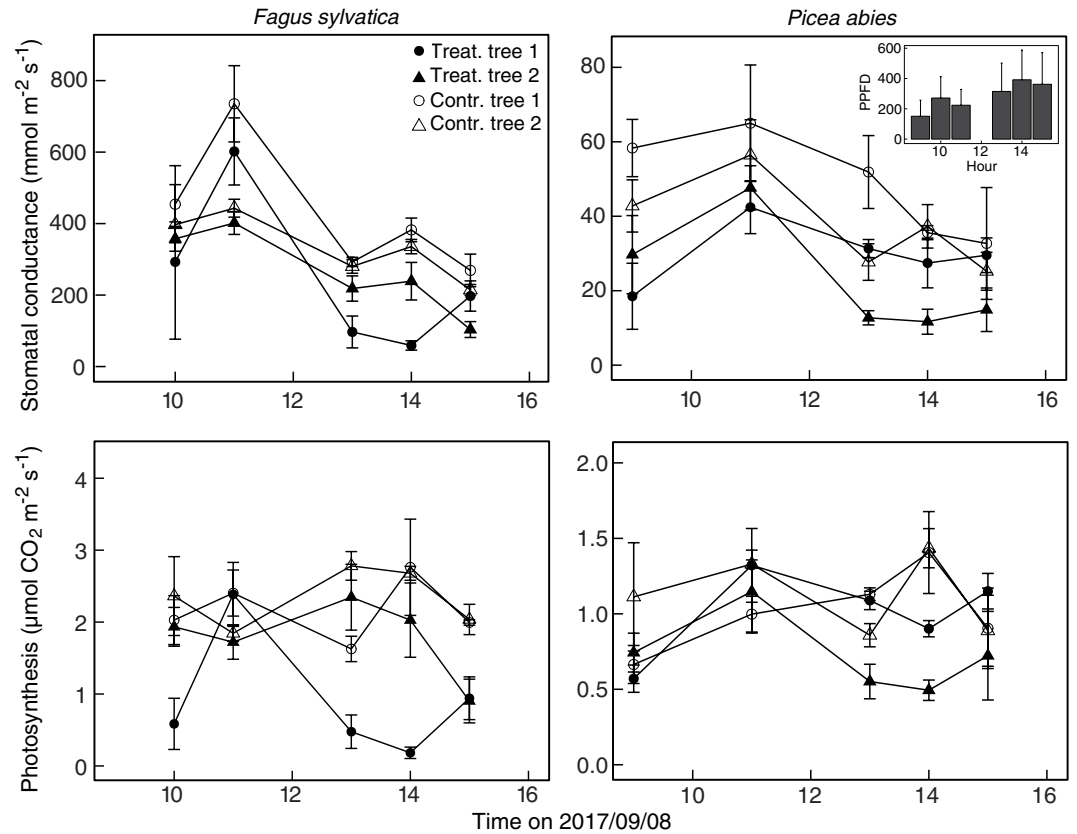 Fagus sylvatica
Picea abies
Stomatal conductance (mmol m-2 s-1)
800
600
400
200
0
Treat. tree 1
Treat. tree 2
Contr. tree 1
Contr. tree 2
10 12 14 16
80
60
40
20
0
PPFD
600
400
200
0
10 12 14
Hour
10 12 14 16
Photosynthesis (μmol CO2 m-2 s-1)
4
3
2
1
0
10 12 14 16
2.0
1.5
1.0
0.5
0.0
10 12 14 16
Time on 2017/09/08